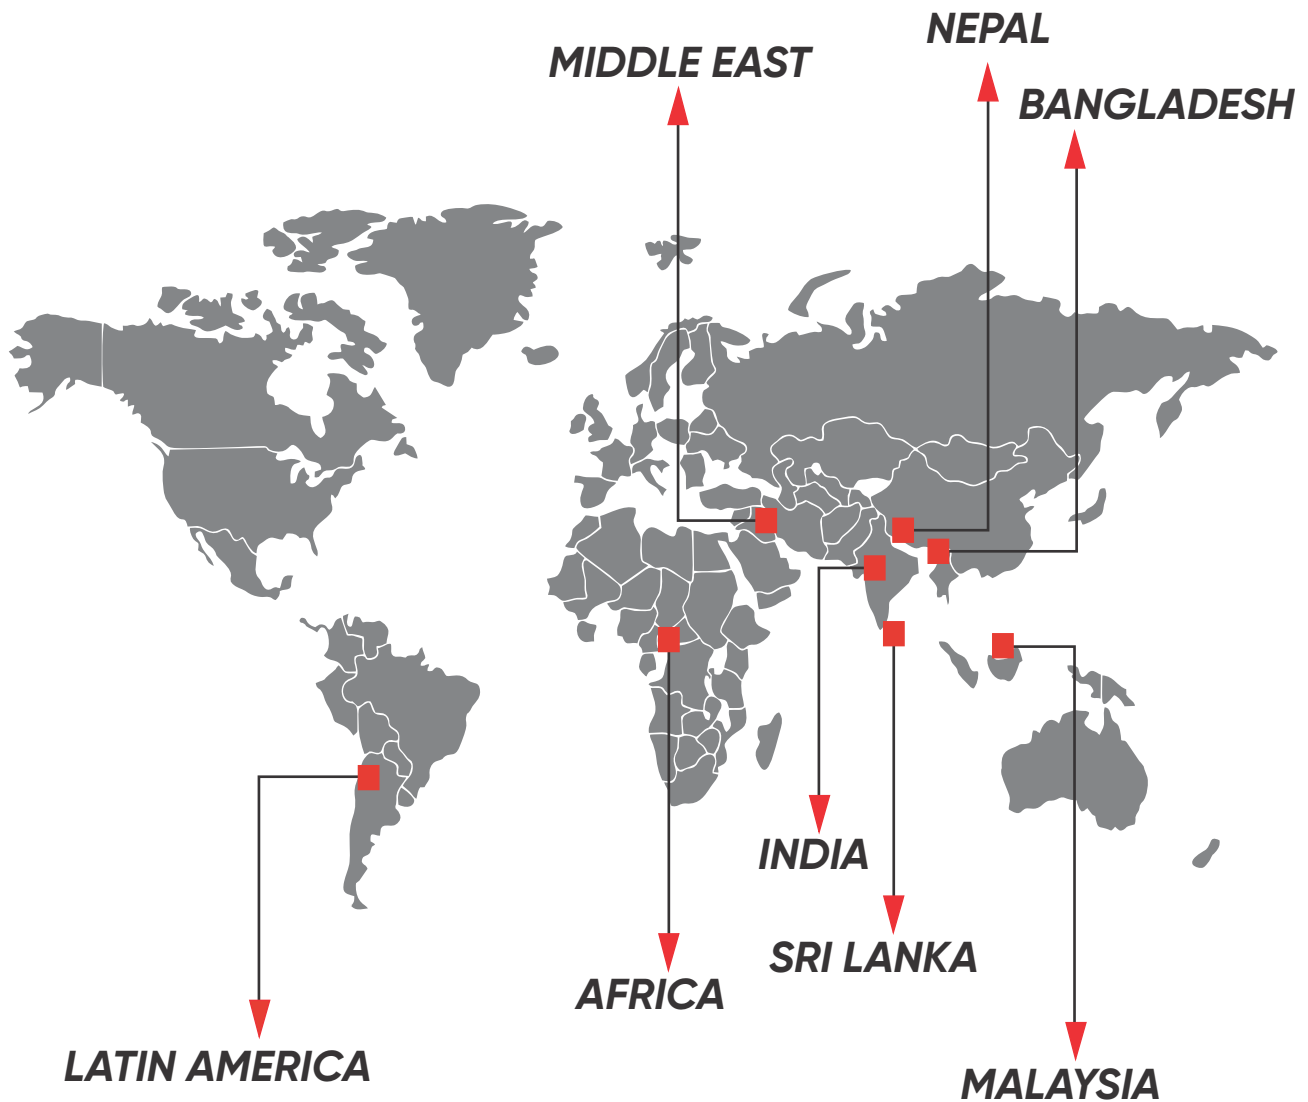 NEPAL
MIDDLE EAST
BANGLADESH
INDIA
SRI LANKA
AFRICA
LATIN AMERICA
MALAYSIA